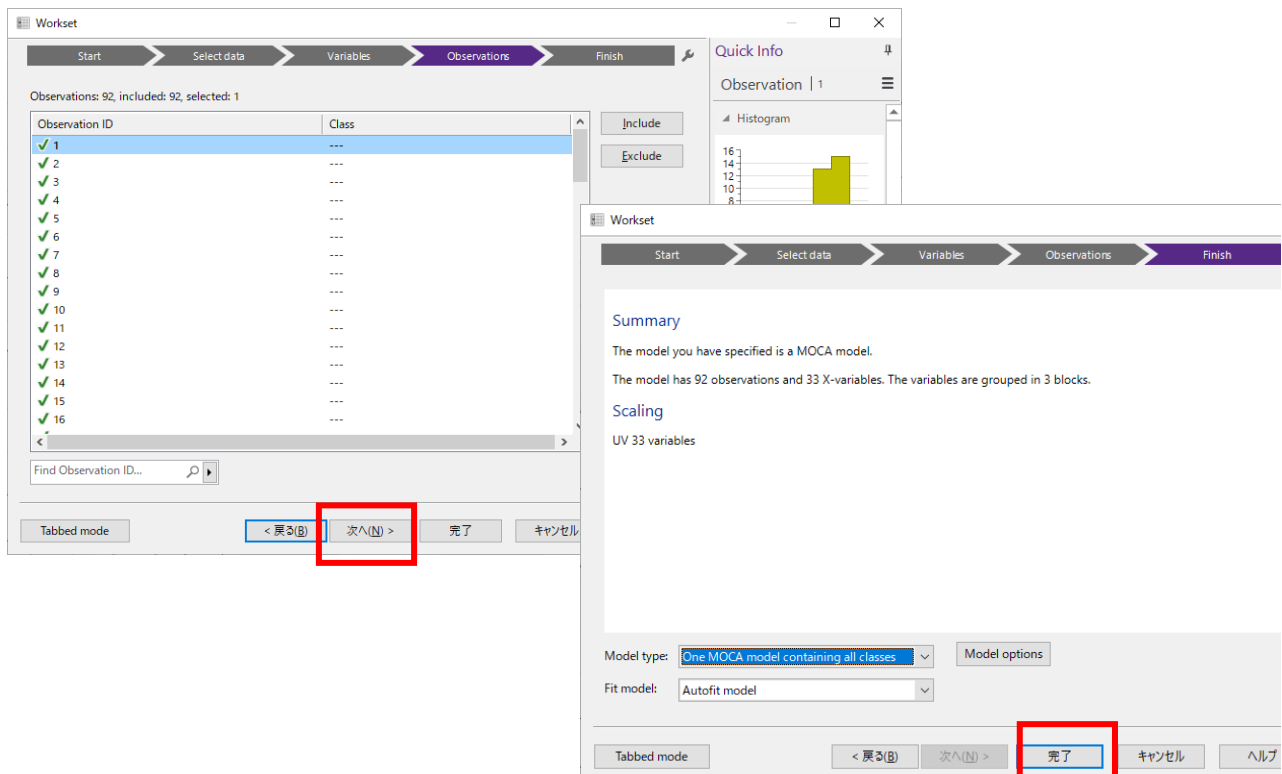 Workset
Start Select data Variables Observations Finish
Observations: 92, included: 92, selected: 1
Observation ID Class
1 ---
2 ---
3 ---
4 ---
5 ---
6 ---
7 ---
8 ---
9 ---
10 ---
11 ---
12 ---
13 ---
14 ---
15 ---
16 ---
Include
Exclude
Find Observation ID...
Tabbed mode
< 戻る(B)
次へ(N) >
完了
キャンセル
Quick Info
Observation | 1
Histogram
16
14
12
10
8
Workset
Start Select data Variables Observations Finish
Summary
The model you have specified is a MOCA model.
The model has 92 observations and 33 X-variables. The variables are grouped in 3 blocks.
Scaling
UV 33 variables
Model type: One MOCA model containing all classes
Model options
Fit model: Autofit model
Tabbed mode
< 戻る(B)
次へ(N) >
完了
キャンセル
ヘルプ